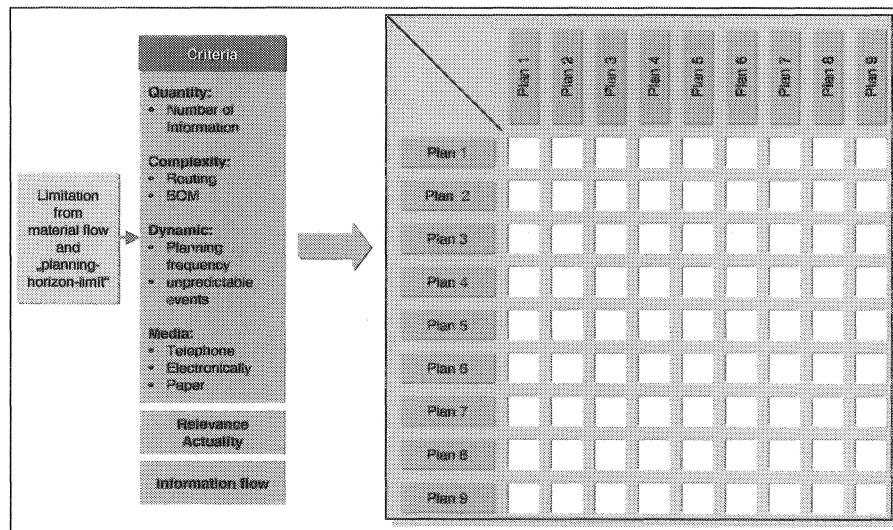 Limitation
from
material flow
and
„planning-
horizon-limit"
Criteria
Quantity:
• Number of
Information
Complexity:
• Routing
• BOM
Dynamic:
• Planning
frequency
• unpredictable
events
Media:
• Telephone
• Electronically
• Paper
Relevance
Actuality
Information flow
Plan 1
Plan 2
Plan 3
Plan 4
Plan 5
Plan 6
Plan 7
Plan 8
Plan 9
Plan 1
Plan 2
Plan 3
Plan 4
Plan 5
Plan 6
Plan 7
Plan 8
Plan 9